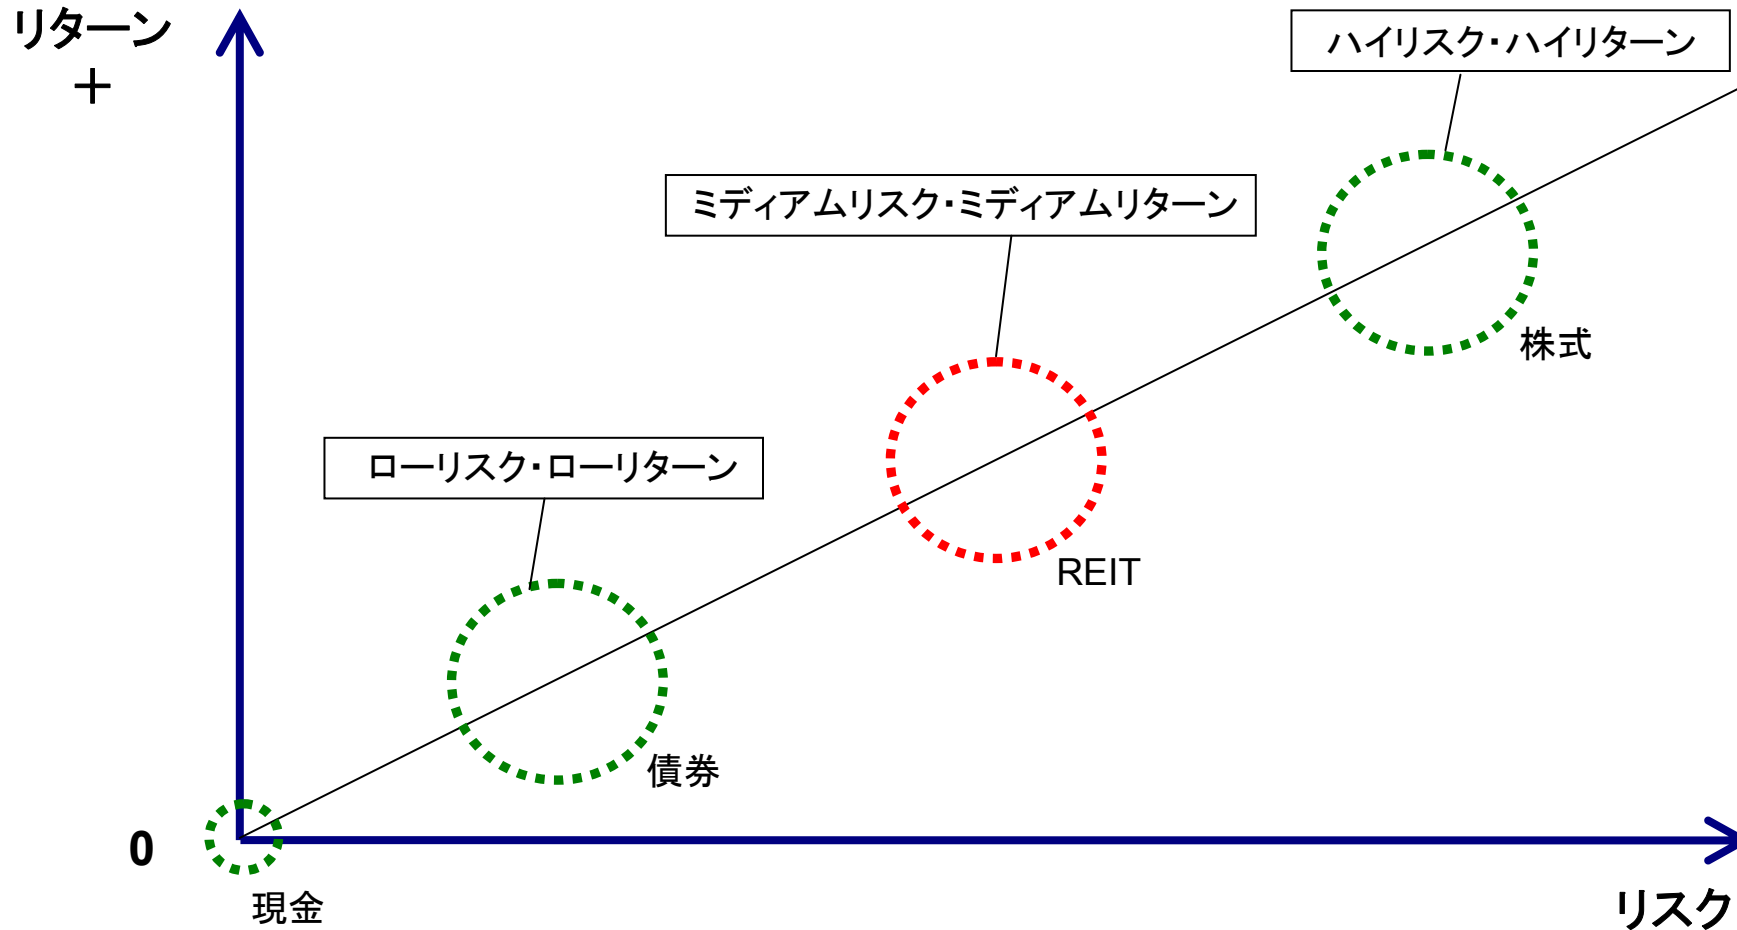 リターン
＋
ハイリスク・ハイリターン
ミディアムリスク・ミディアムリターン
株式
ローリスク・ローリターン
REIT
債券
0
現金
リスク